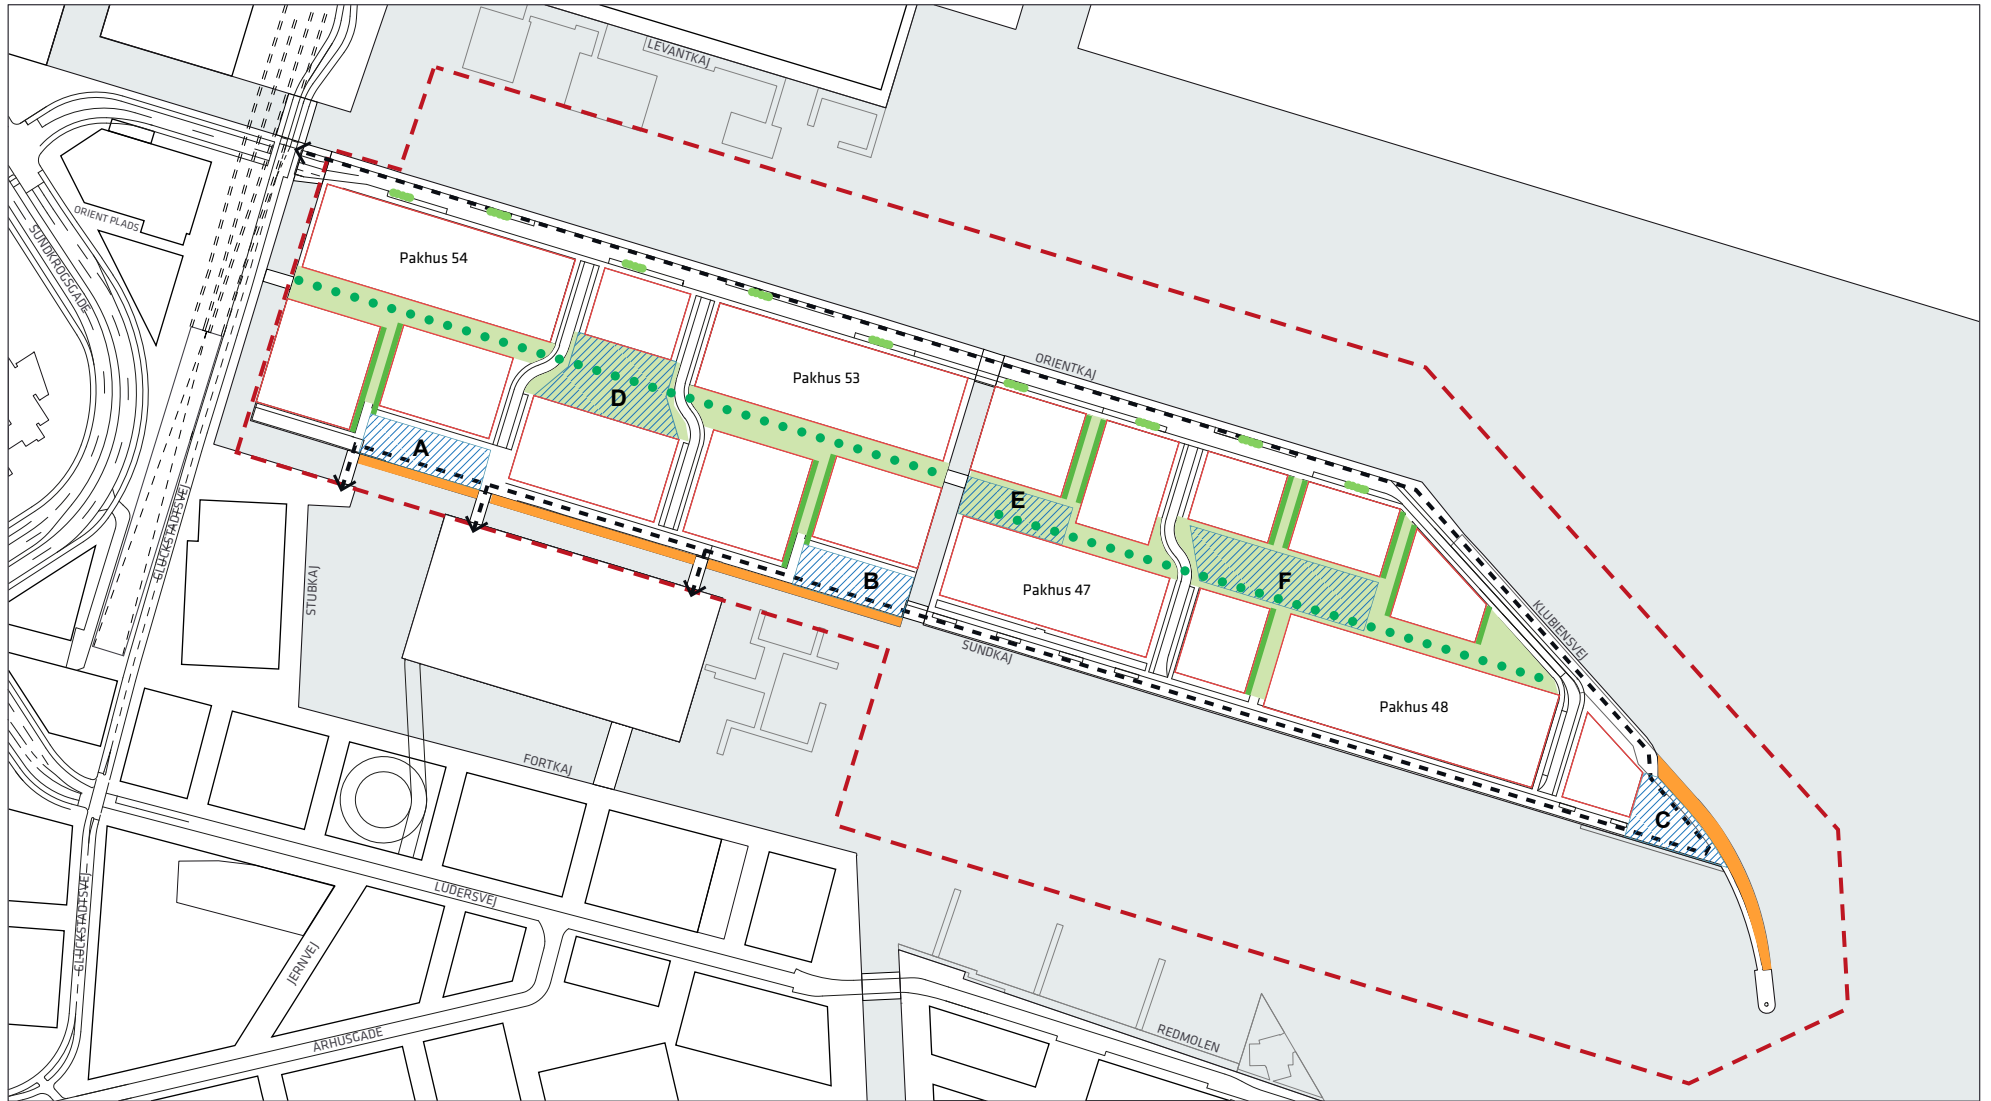 LEVANTKAJ
ORIENT PLADS
SUNDKROGSGADE
Pakhus 54
Pakhus 53
ORIENTKAJ
D
A
E
B
F
GLÜCKSTADTSVEJ
STUBKAJ
Pakhus 47
SUNDKAJ
KLUBIENSVEJ
Pakhus 48
FORTKAJ
C
LÜDERSVEJ
GLÜCKSTADTSVEJ
JERNVEJ
ÅRHUSGADE
REDMOLEN